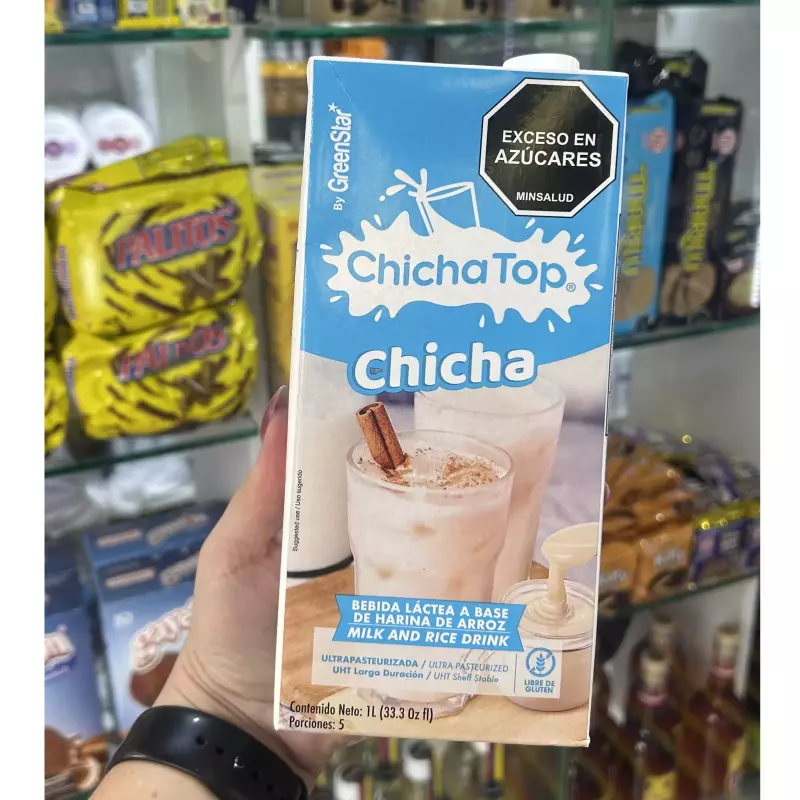 By GreenStar
EXCESO EN
AZÚCARES
MINSALUD
ChichaTop®
Chicha
Suggested use / Uso sugerido
BEBIDA LÁCTEA A BASE
DE HARINA DE ARROZ
MILK AND RICE DRINK
ULTRAPASTEURIZADA / ULTRA-PASTEURIZED
UHT Larga Duración / UHT Shelf Stable
LIBRE DE
GLUTEN
Contenido Neto: 1L (33.3 Oz fl)
Porciones: 5
PALITOS
PALITOS